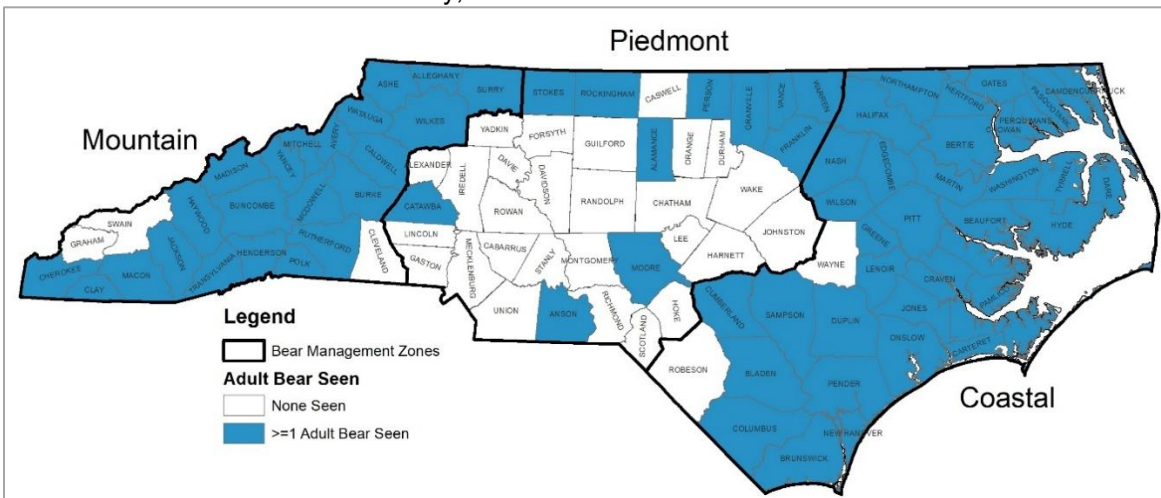 Piedmont
Mountain
Coastal
ASHE
ALLEGHANY
SURRY
STOKES
ROCKINGHAM
CASWELL
PERSON
GRANVILLE
VANCE
WARREN
NORTHAMPTON
HERTFORD
GATES
PASQUOTANK
HALIFAX
WATAUGA
WILKES
YADKIN
FORSYTH
GUILFORD
ALAMANCE
ORANGE
DURHAM
FRANKLIN
NASH
EDGECOMBE
BERTIE
AVERY
MITCHELL
YANCEY
MADISON
CALDWELL
LEXANDER
IREDELL
DAVIE
DAVIDSON
RANDOLPH
CHATHAM
WAKE
WILSON
MARTIN
WASHINGTON
TYRRELL
DARE
BURKE
MCDOWELL
BUNCOMBE
HAYWOOD
CATAWBA
ROWAN
JOHNSTON
PITT
BEAUFORT
HYDE
SWAIN
GRAHAM
JACKSON
HENDERSON
RUTHERFORD
CLEVELAND
LINCOLN
CABARRUS
STANLY
MONTGOMERY
MOORE
LEE
HARNETT
WAYNE
GREENE
LENOIR
CRAVEN
PAMLICO
CHEROKEE
CLAY
MACON
TRANSYLVANIA
POLK
GASTON
MECKLENBURG
UNION
ANSON
RICHMOND
SCOTLAND
HOKE
CUMBERLAND
SAMPSON
DUPLIN
JONES
ONSLOW
CARTERET
ROBESON
BLADEN
PENDER
COLUMBUS
BRUNSWICK
NEW HANOVER
Legend
Bear Management Zones
Adult Bear Seen
None Seen
>=1 Adult Bear Seen